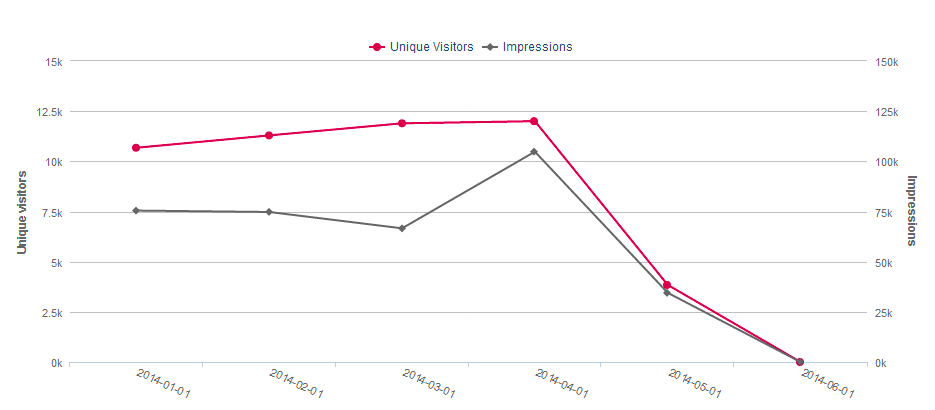 Unique Visitors Impressions
15k 150k
12.5k 125k
10k 100k
7.5k 75k
5k 50k
2.5k 25k
0k 0k
Unique visitors
Impressions
2014-01-01 2014-02-01 2014-03-01 2014-04-01 2014-05-01 2014-06-01